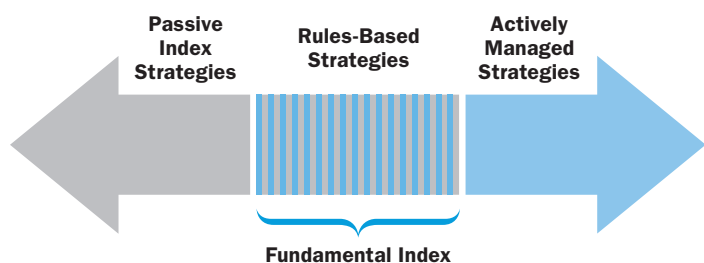 Passive
Index
Strategies
Rules-Based
Strategies
Actively
Managed
Strategies
Fundamental Index